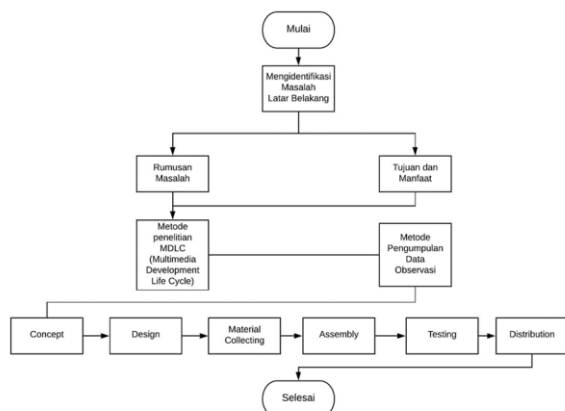 Mulai
Mengidentifikasi
Masalah
Latar Belakang
Rumusan
Masalah
Tujuan dan
Manfaat
Metode
penelitian
MDLC
(Multimedia
Development
Life Cycle)
Metode
Pengumpulan
Data
Observasi
Concept
Design
Material
Collecting
Assembly
Testing
Distribution
Selesai